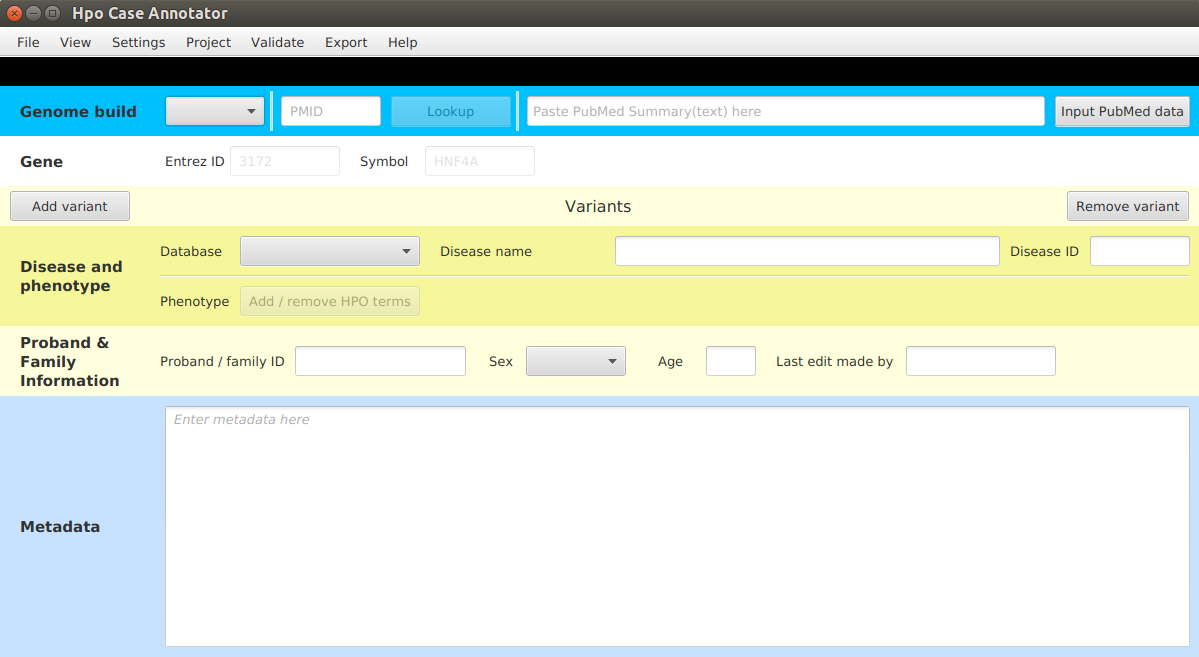 Hpo Case Annotator
File View Settings Project Validate Export Help
Genome build PMID Lookup Paste PubMed Summary(text) here Input PubMed data
Gene Entrez ID 3172 Symbol HNF4A
Add variant Variants Remove variant
Disease and phenotype
Database Disease name Disease ID
Phenotype Add / remove HPO terms
Proband &
Family
Information
Proband / family ID Sex Age Last edit made by
Metadata
Enter metadata here